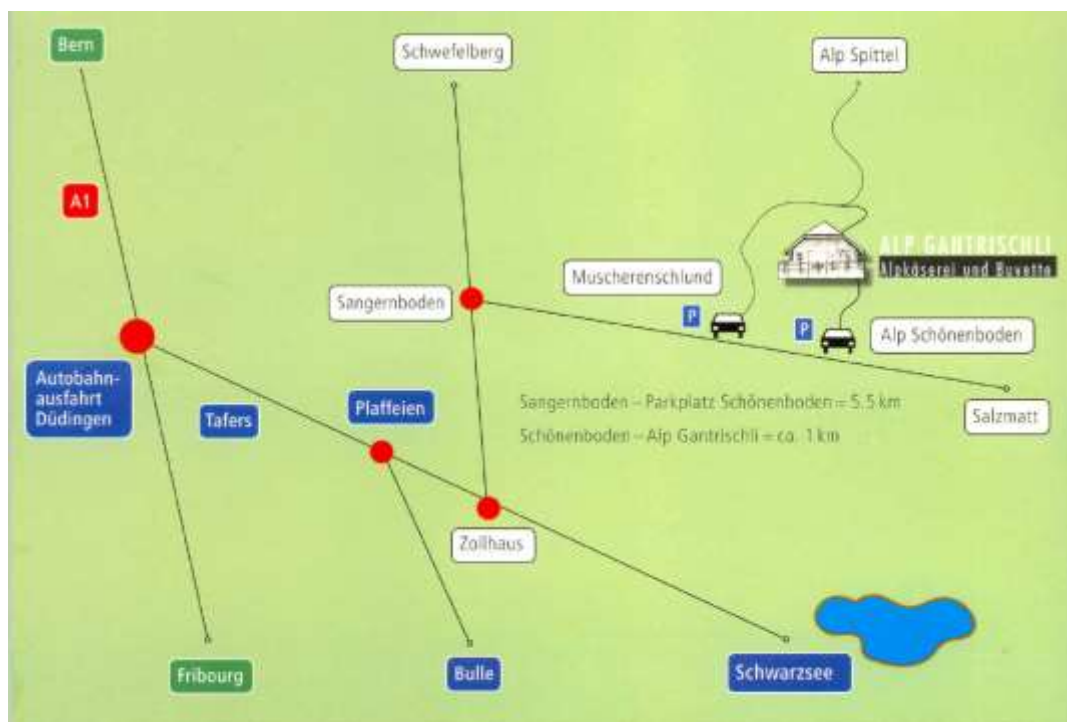 Bern
Schwefelberg
Alp Spittel
A1
ALP GANTRISCHLI
Alpkäserei und Buvette
Muscherenschlund
Sangernboden
P
P
Alp Schönenboden
Autobahn-
ausfahrt
Düdingen
Tafers
Plaffeien
Sangernboden – Parkplatz Schönenboden = 5.5 km
Salzmatt
Schönenboden – Alp Gantrischli = ca. 1 km
Zollhaus
Fribourg
Bulle
Schwarzsee